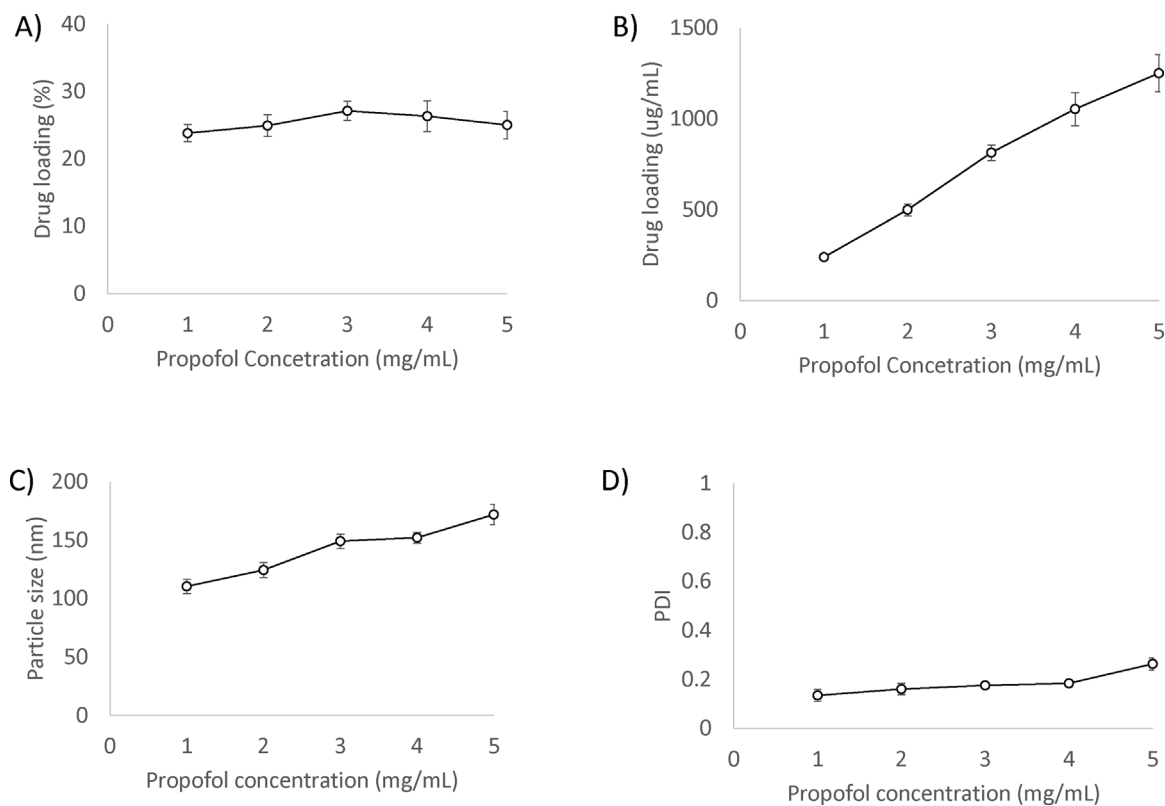 A)
Drug loading (%)
40
30
20
10
0
0 1 2 3 4 5
Propofol Concetration (mg/mL)
B)
Drug loading (ug/mL)
1500
1000
500
0
0 1 2 3 4 5
Propofol Concetration (mg/mL)
C)
Particle size (nm)
200
150
100
50
0
0 1 2 3 4 5
Propofol concentration (mg/mL)
D)
PDI
1
0.8
0.6
0.4
0.2
0
0 1 2 3 4 5
Propofol concentration (mg/mL)